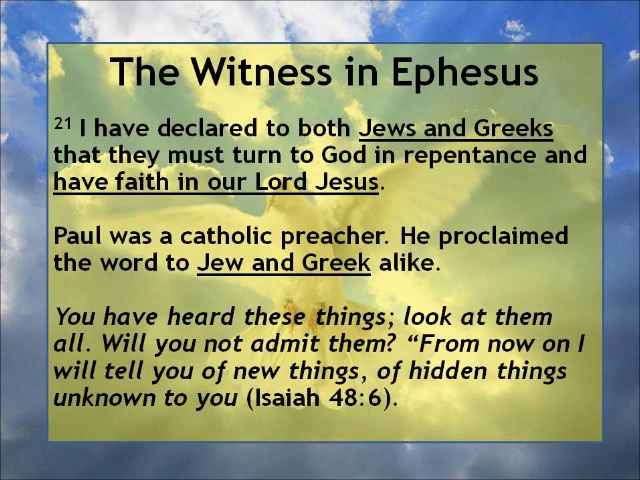 The Witness in Ephesus
21 I have declared to both Jews and Greeks
that they must turn to God in repentance and
have faith in our Lord Jesus.
Paul was a catholic preacher. He proclaimed
the word to Jew and Greek alike.
You have heard these things; look at them
all. Will you not admit them? “From now on I
will tell you of new things, of hidden things
unknown to you (Isaiah 48:6).